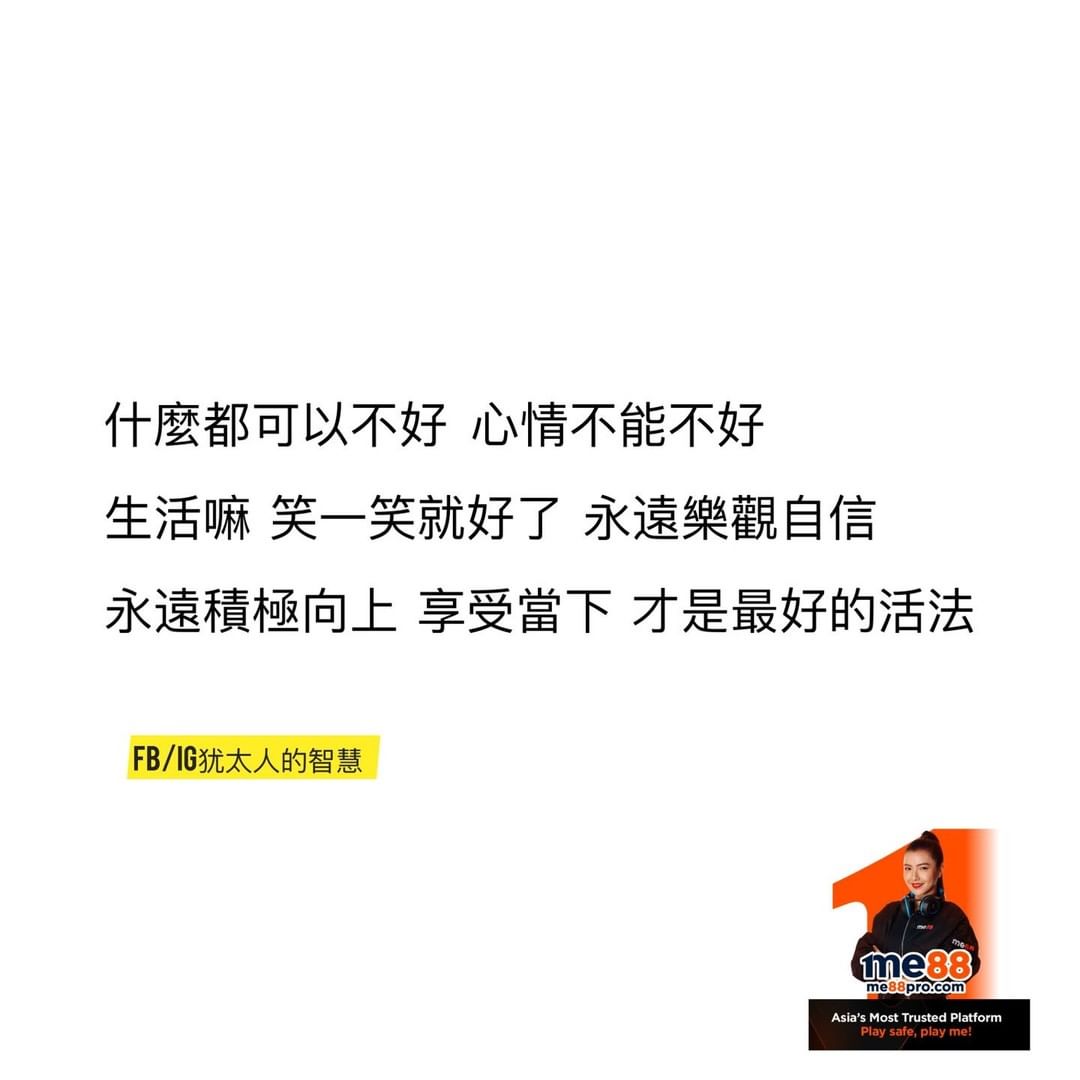 什麼都可以不好 心情不能不好
生活嘛 笑一笑就好了 永遠樂觀自信
永遠積極向上 享受當下 才是最好的活法
FB/IG犹太人的智慧
me88
me88
1me88
me88pro.com
Asia's Most Trusted Platform
Play safe, play me!